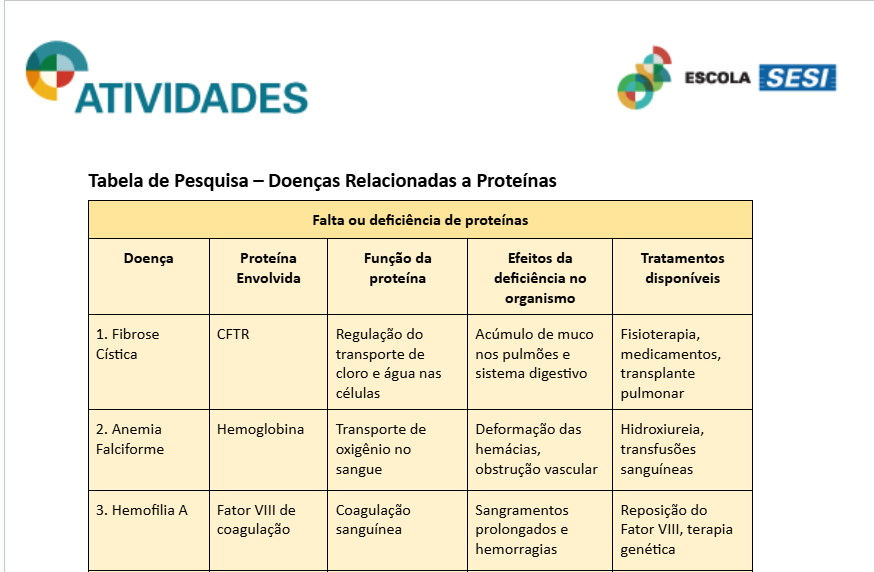 ATIVIDADES
ESCOLA SESI
Tabela de Pesquisa – Doenças Relacionadas a Proteínas
Falta ou deficiência de proteínas
Doença
Proteína
Envolvida
Função da
proteína
Efeitos da
deficiência no
organismo
Tratamentos
disponíveis
1. Fibrose
Cística
CFTR
Regulação do
transporte de
cloro e água nas
células
Acúmulo de muco
nos pulmões e
sistema digestivo
Fisioterapia,
medicamentos,
transplante
pulmonar
2. Anemia
Falciforme
Hemoglobina
Transporte de
oxigênio no
sangue
Deformação das
hemácias,
obstrução vascular
Hidroxiureia,
transfusões
sanguíneas
3. Hemofilia A
Fator VIII de
coagulação
Coagulação
sanguínea
Sangramentos
prolongados e
hemorragias
Reposição do
Fator VIII, terapia
genética